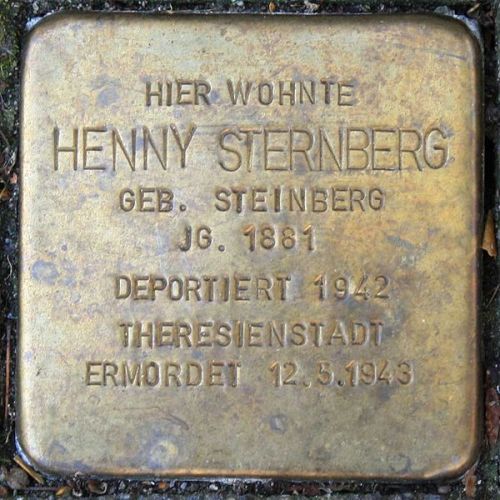 HIER WOHNTE
HENNY STERNBERG
GEB. STEINBERG
JG. 1881
DEPORTIERT 1942
THERESIENSTADT
ERMORDET 12.5.1943